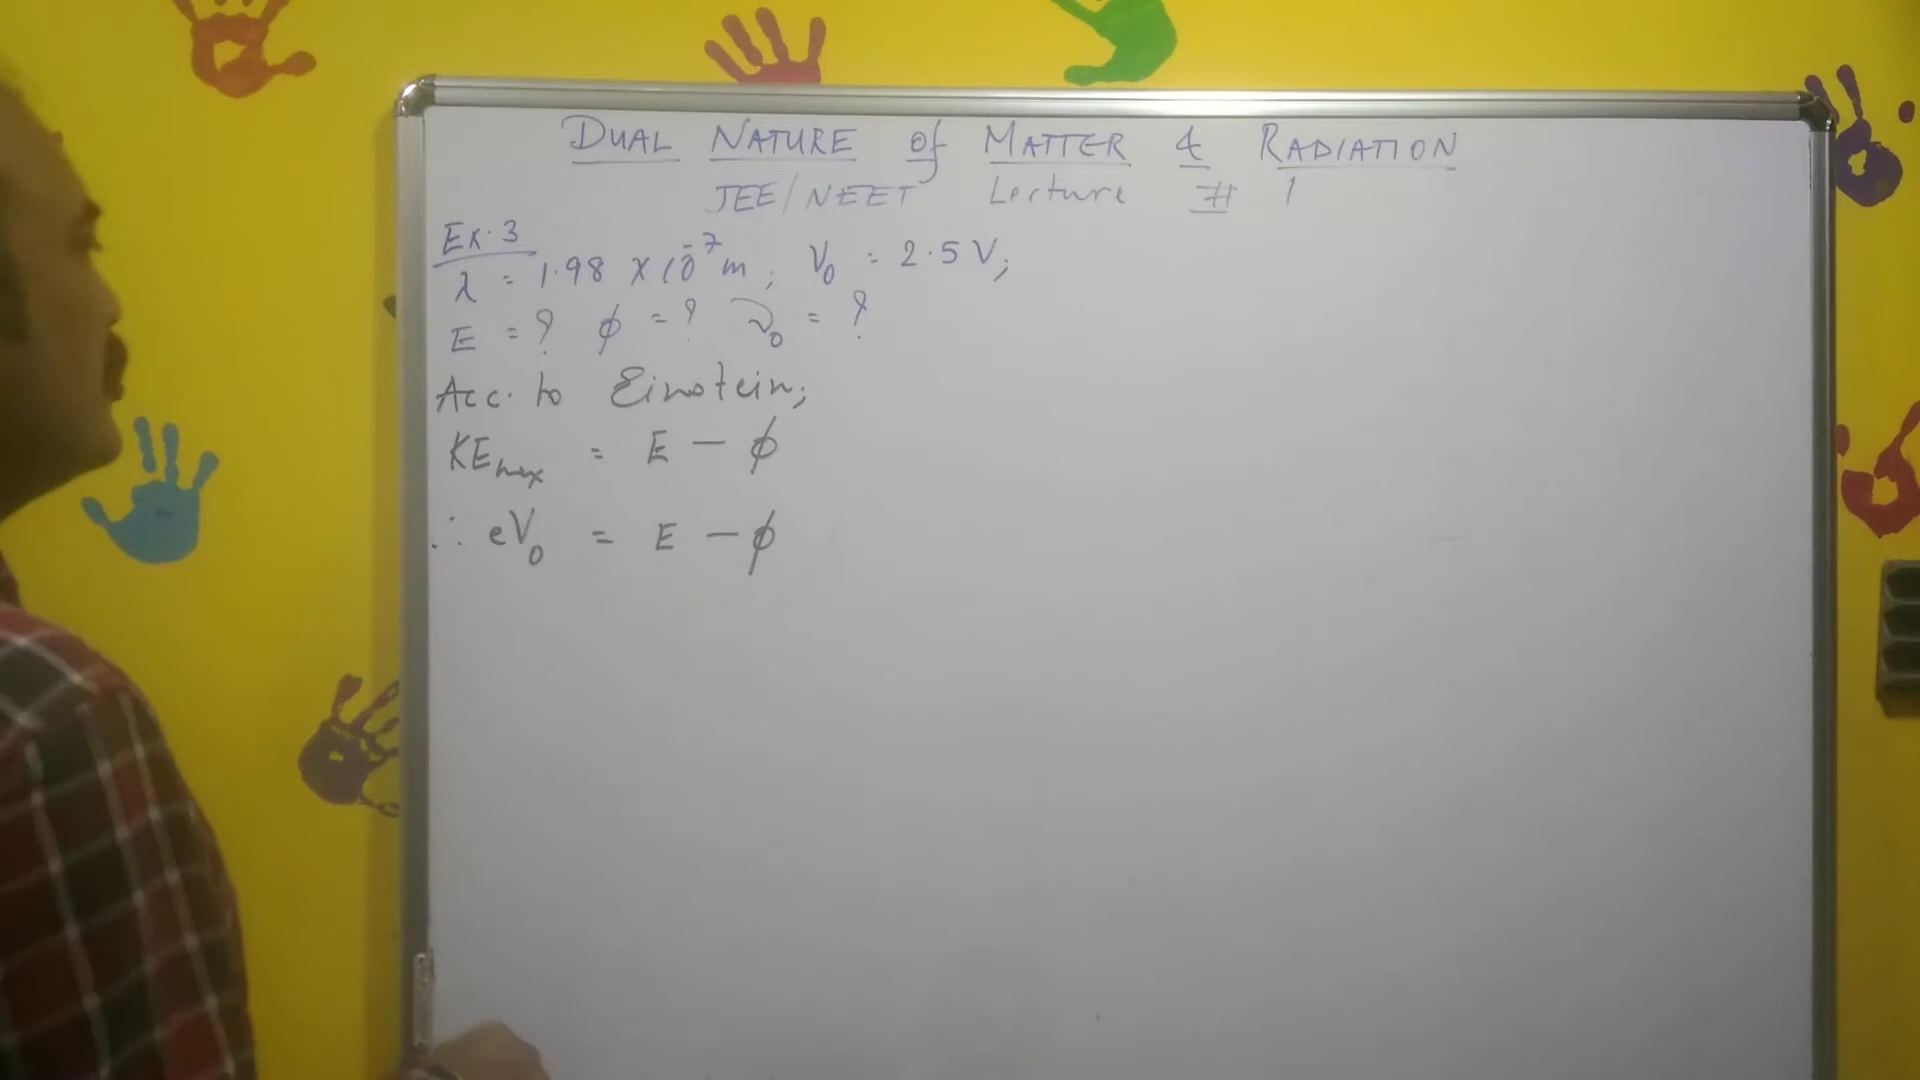 DUAL NATURE of MATTER & RADIATION
JEE/NEET Lecture # 1
Ex. 3
λ = 1.98 X 10⁻⁷ m ; V₀ = 2.5 V;
E = ? ϕ = ? ν₀ = ?
Acc. to Einstein;
KEmax = E - ϕ
∴ eV₀ = E - ϕ